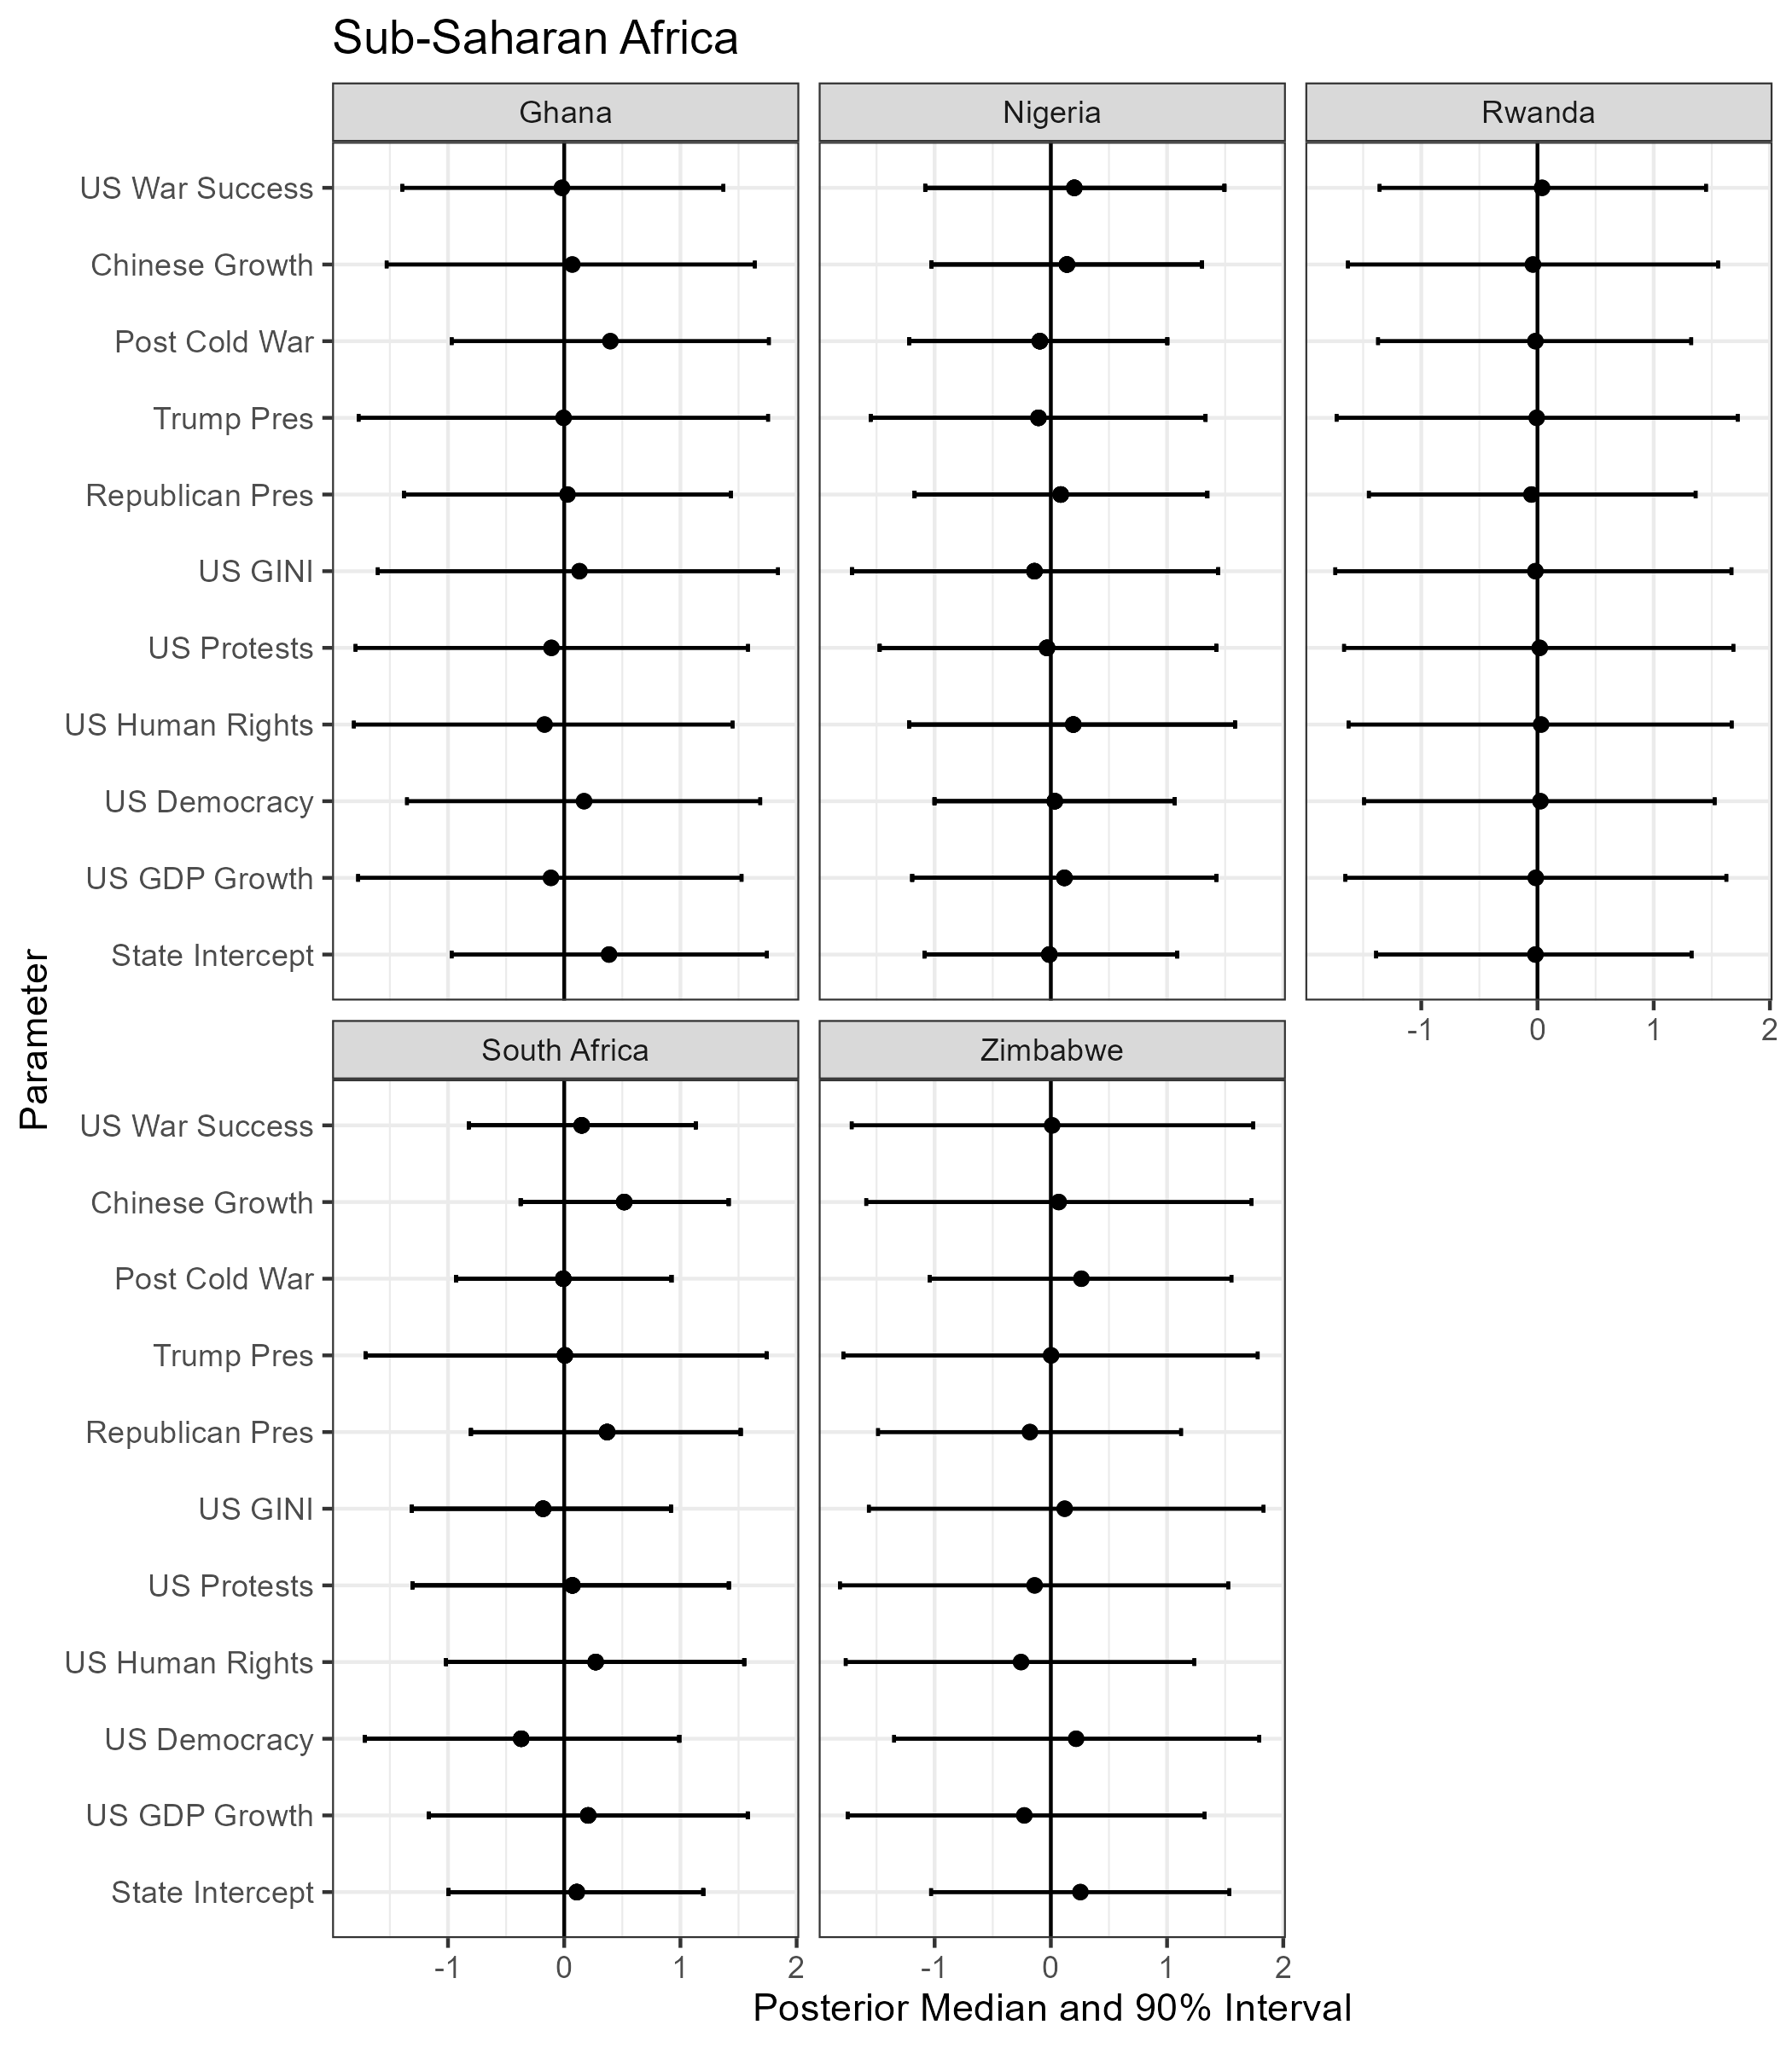 Sub-Saharan Africa
Ghana
Nigeria
Rwanda
US War Success
Chinese Growth
Post Cold War
Trump Pres
Republican Pres
US GINI
US Protests
US Human Rights
US Democracy
US GDP Growth
State Intercept
-1 0 1 2
Parameter
South Africa
Zimbabwe
US War Success
Chinese Growth
Post Cold War
Trump Pres
Republican Pres
US GINI
US Protests
US Human Rights
US Democracy
US GDP Growth
State Intercept
-1 0 1 2
-1 0 1 2
Posterior Median and 90% Interval